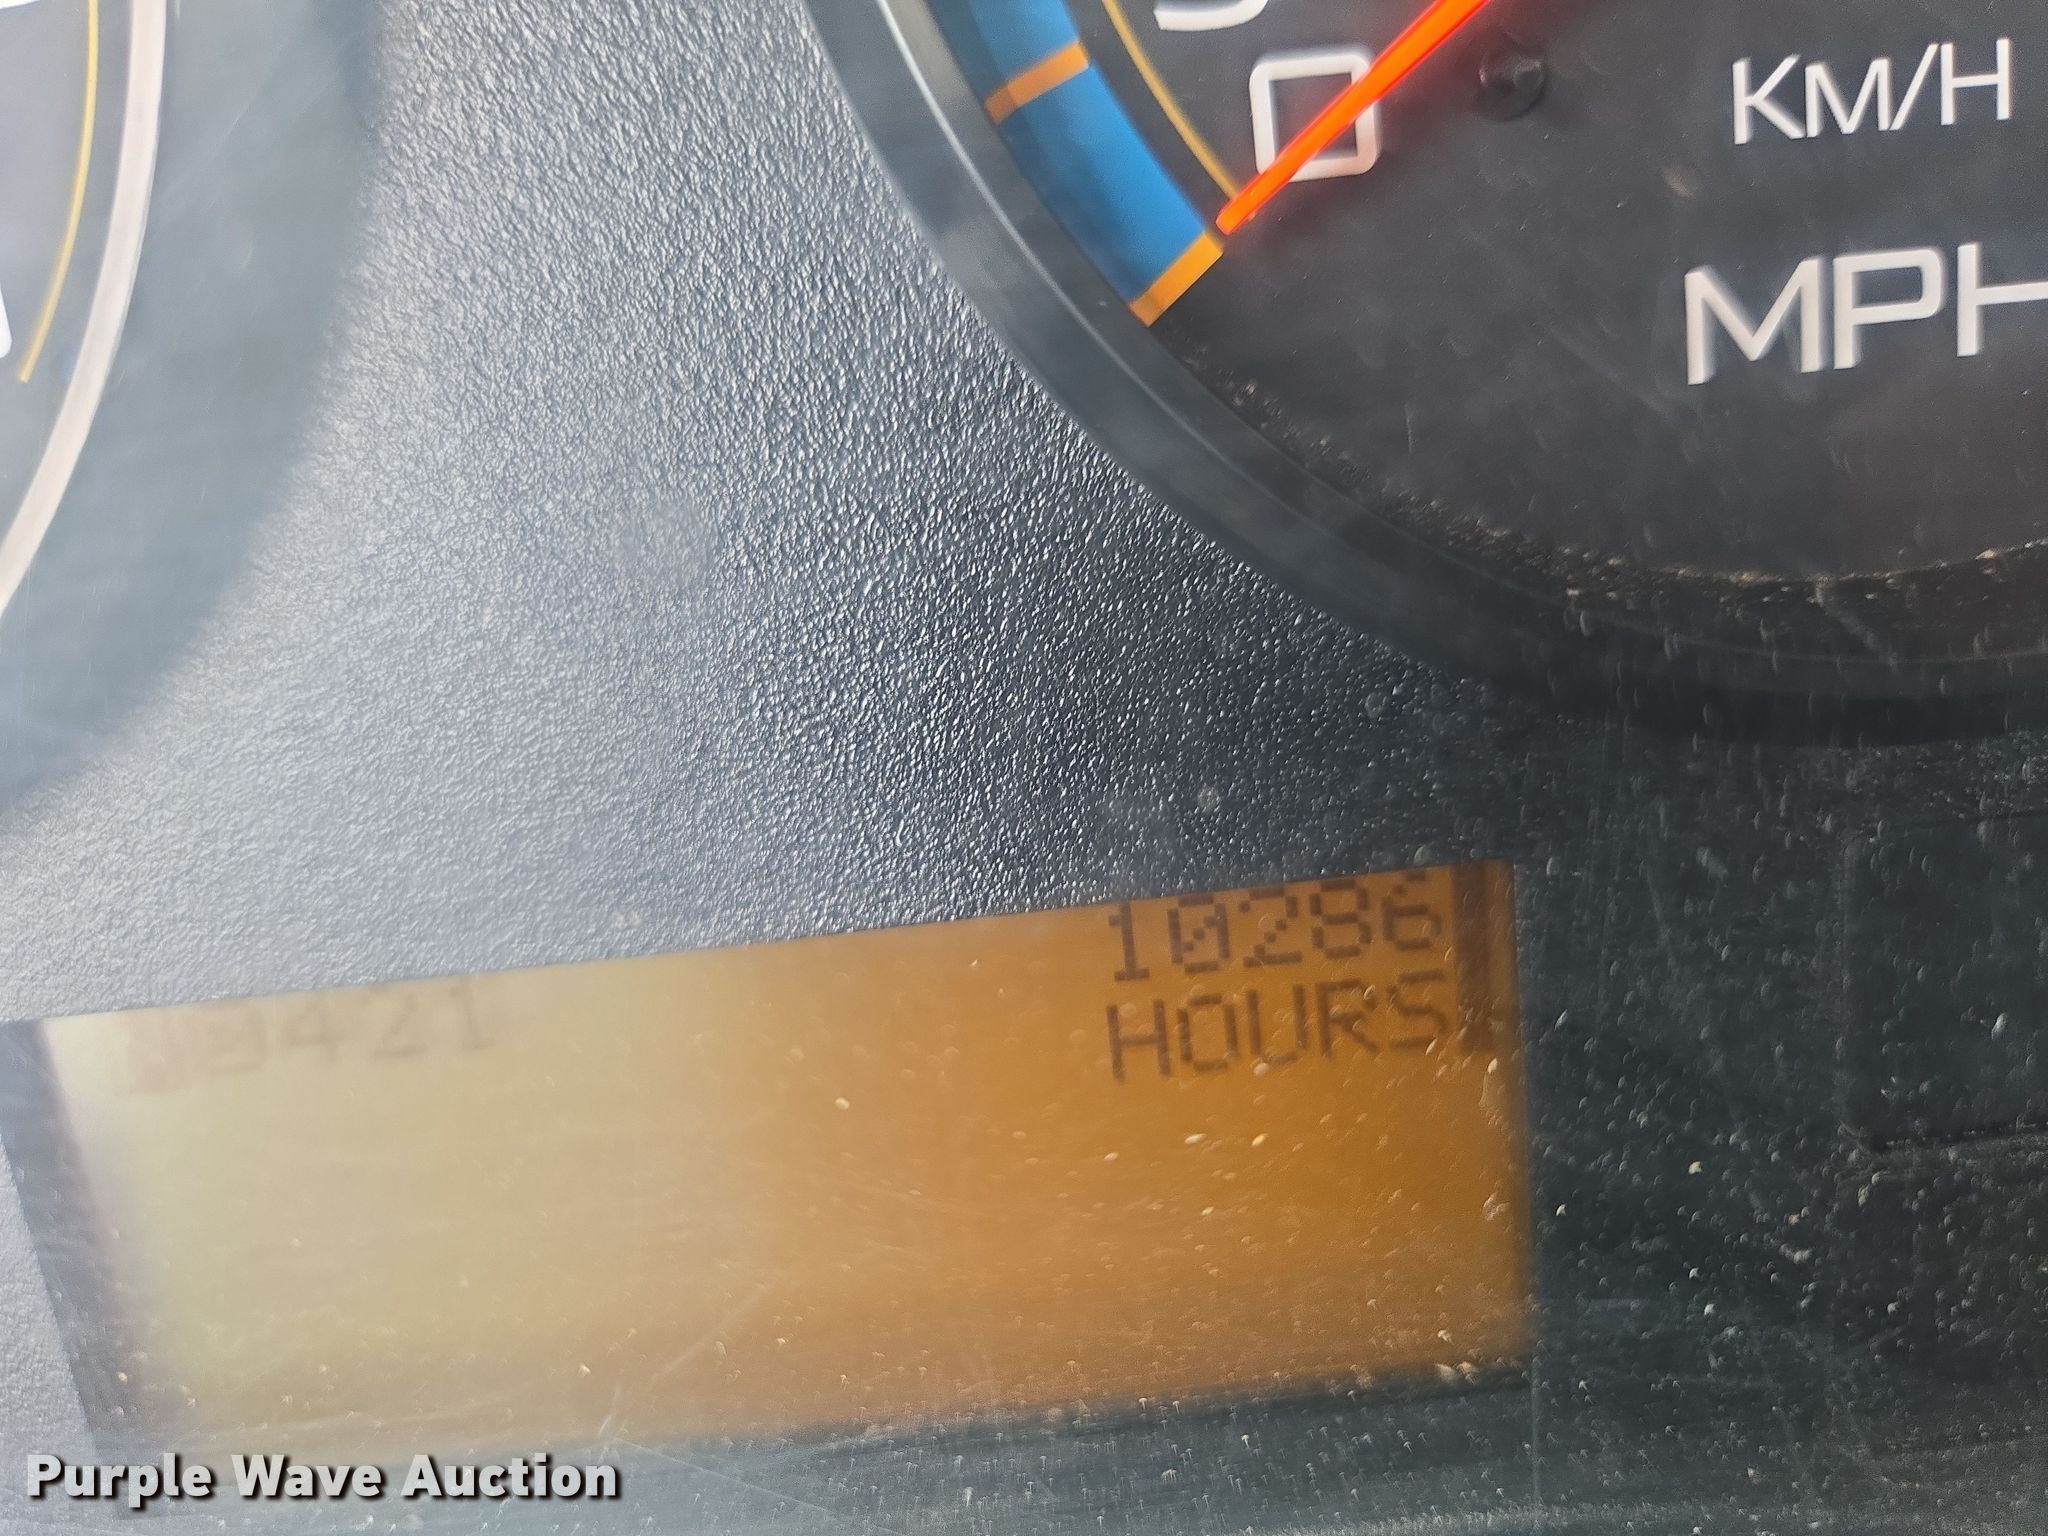 0
KM/H
MPH
10286
HOURS
Purple Wave Auction